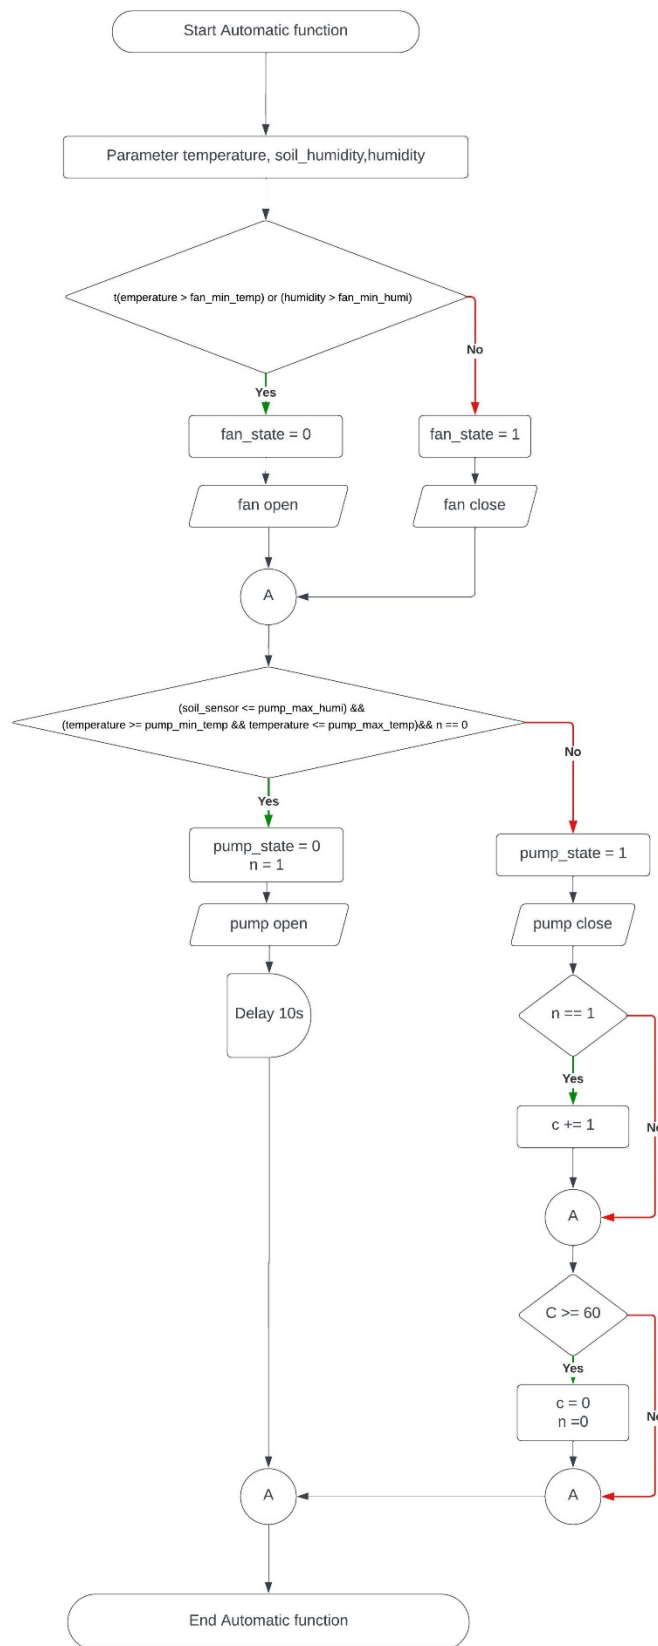 Start Automatic function
Parameter temperature, soil_humidity,humidity
t(emperature > fan_min_temp) or (humidity > fan_min_humi)
No
Yes
fan_state = 0
fan_state = 1
fan open
fan close
A
(soil_sensor <= pump_max_humi) &&
(temperature >= pump_min_temp && temperature <= pump_max_temp)&& n == 0
No
Yes
pump_state = 0
n = 1
pump_state = 1
pump open
pump close
Delay 10s
n == 1
Yes
c += 1
No
A
C >= 60
Yes
c = 0
n =0
No
A
A
End Automatic function